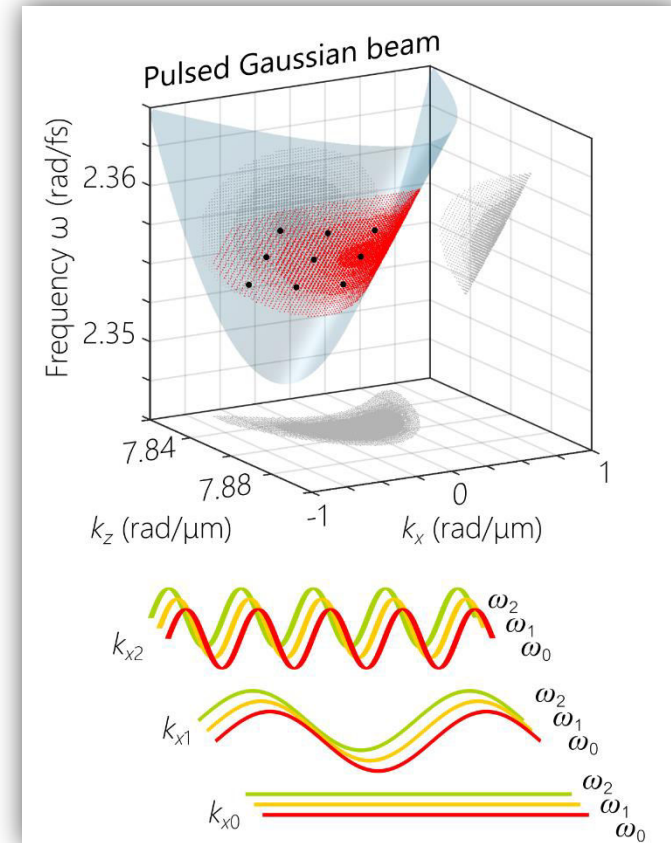 Pulsed Gaussian beam
Frequency ω (rad/fs)
2.36
2.35
7.84
7.88
-1
0
1
k_z (rad/μm)
k_x (rad/μm)
k_x2
ω_2
ω_1
ω_0
k_x1
ω_2
ω_1
ω_0
k_x0
ω_2
ω_1
ω_0